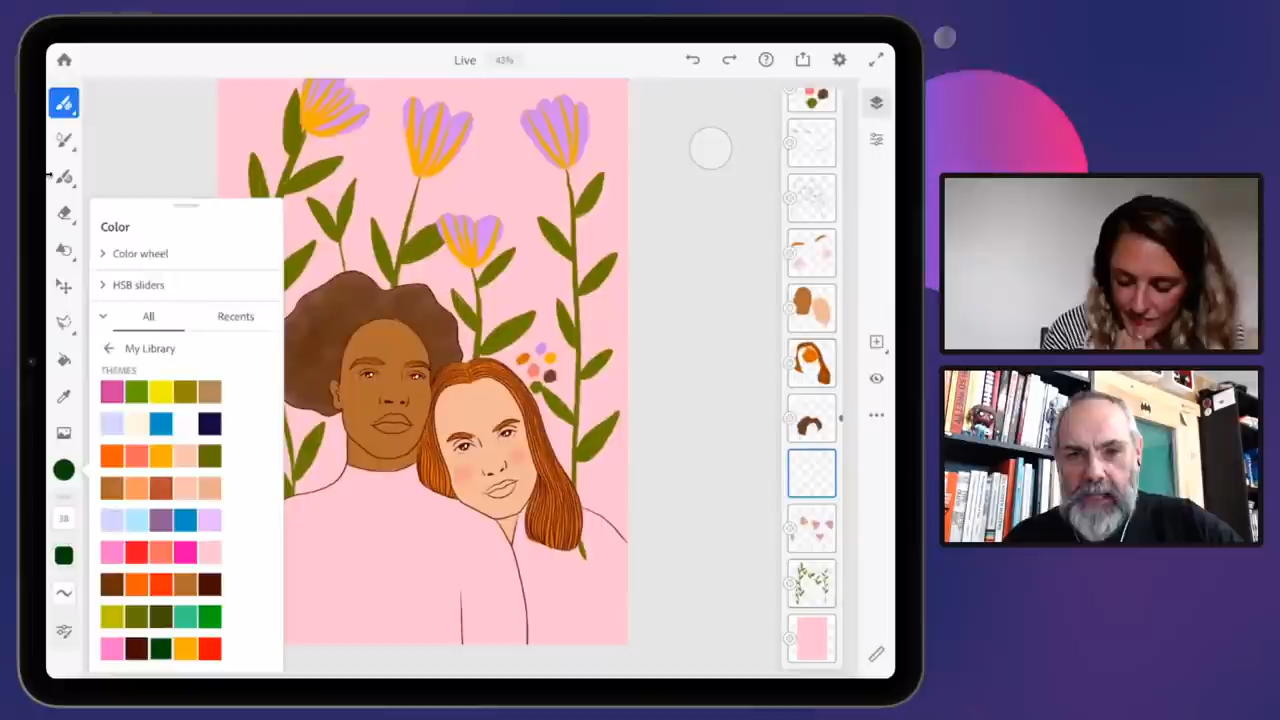 Live
43%
Color
Color wheel
HSB sliders
All
Recents
My Library
THEMES
38